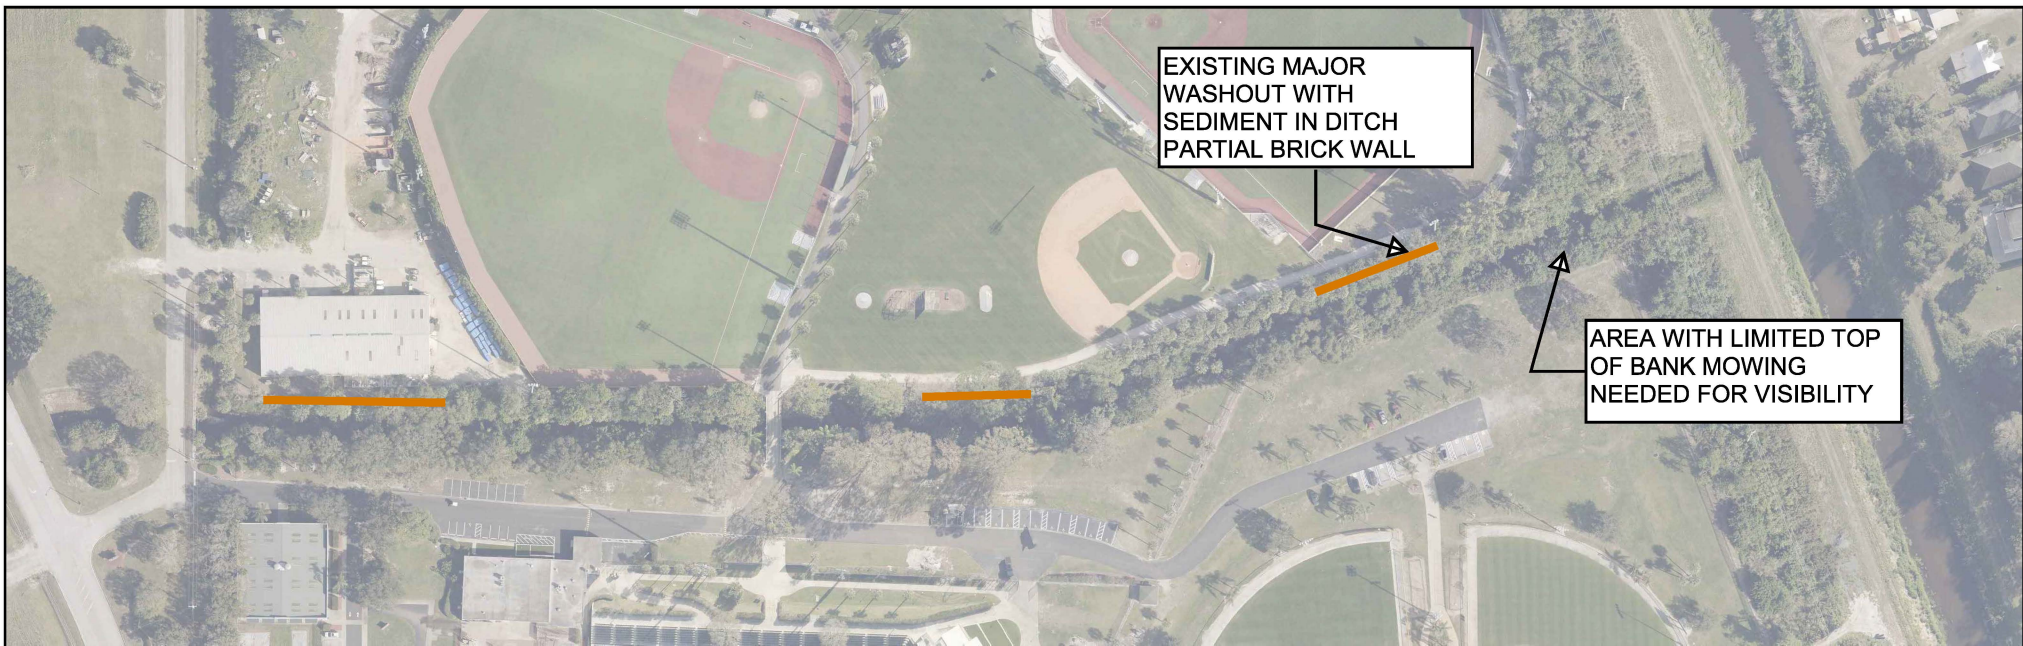 EXISTING MAJOR
WASHOUT WITH
SEDIMENT IN DITCH
PARTIAL BRICK WALL
AREA WITH LIMITED TOP
OF BANK MOWING
NEEDED FOR VISIBILITY